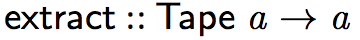 extract :: Tape a → a